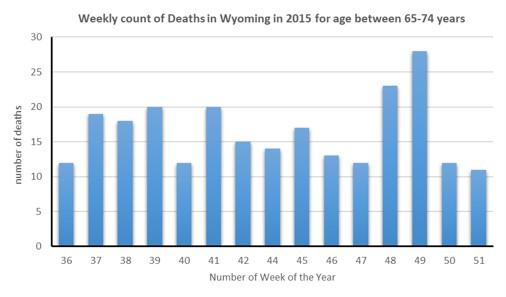 Weekly count of Deaths in Wyoming in 2015 for age between 65-74 years
30
25
20
15
10
5
0
number of deaths
36 37 38 39 40 41 42 44 45 46 47 48 49 50 51
Number of Week of the Year